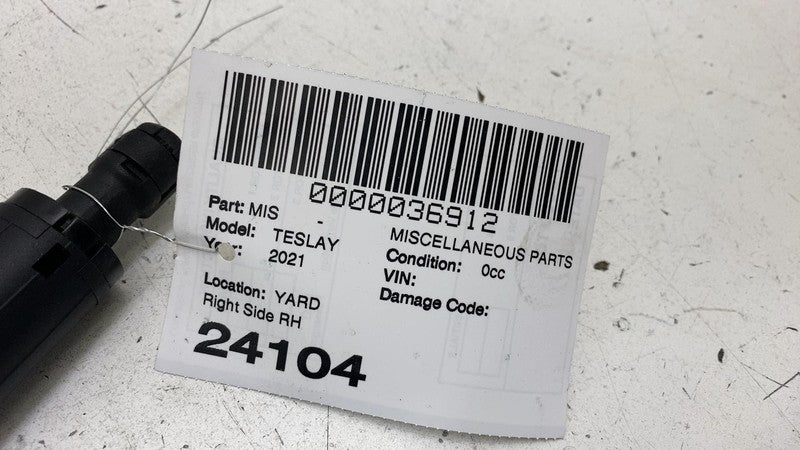 0000036912
Part: MIS - MISCELLANEOUS PARTS
Model: TESLAY Condition: 0cc
Year: 2021 VIN:
Damage Code:
Location: YARD
Right Side RH
24104